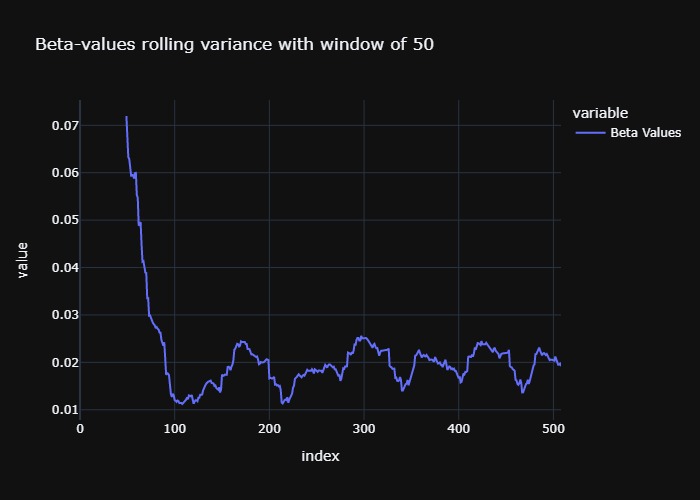 Beta-values rolling variance with window of 50
variable
Beta Values
value
0.07
0.06
0.05
0.04
0.03
0.02
0.01
0 100 200 300 400 500
index